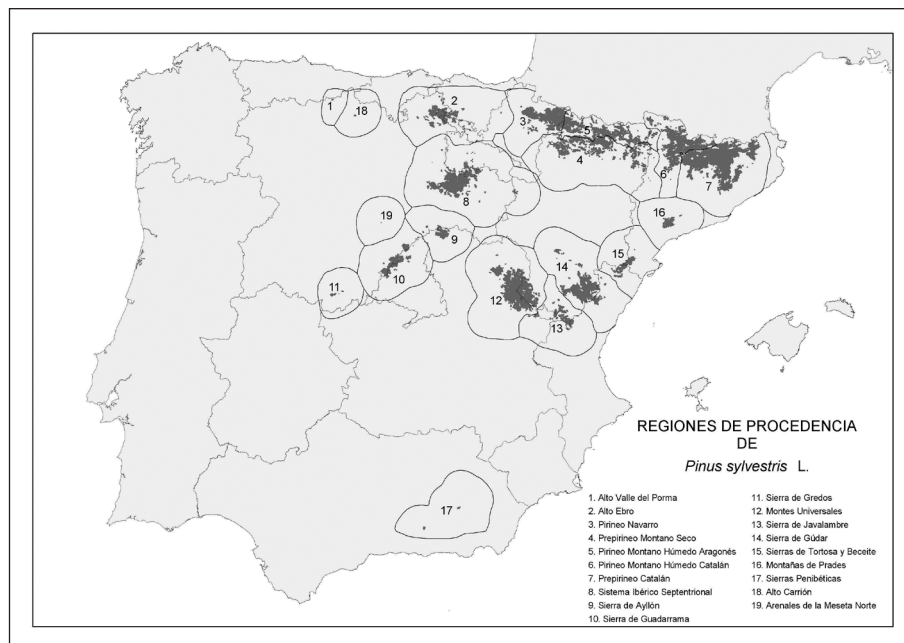 1
18
2
3
5
4
6
7
8
16
19
9
15
14
10
11
12
13
17
REGIONES DE PROCEDENCIA
DE
Pinus sylvestris L.
1. Alto Valle del Porma
2. Alto Ebro
3. Pirineo Navarro
4. Prepirineo Montano Seco
5. Pirineo Montano Húmedo Aragonés
6. Pirineo Montano Húmedo Catalán
7. Prepirineo Catalán
8. Sistema Ibérico Septentrional
9. Sierra de Ayllón
10. Sierra de Guadarrama
11. Sierra de Gredos
12. Montes Universales
13. Sierra de Javalambre
14. Sierra de Gúdar
15. Sierras de Tortosa y Beceite
16. Montañas de Prades
17. Sierras Penibéticas
18. Alto Carrión
19. Arenales de la Meseta Norte